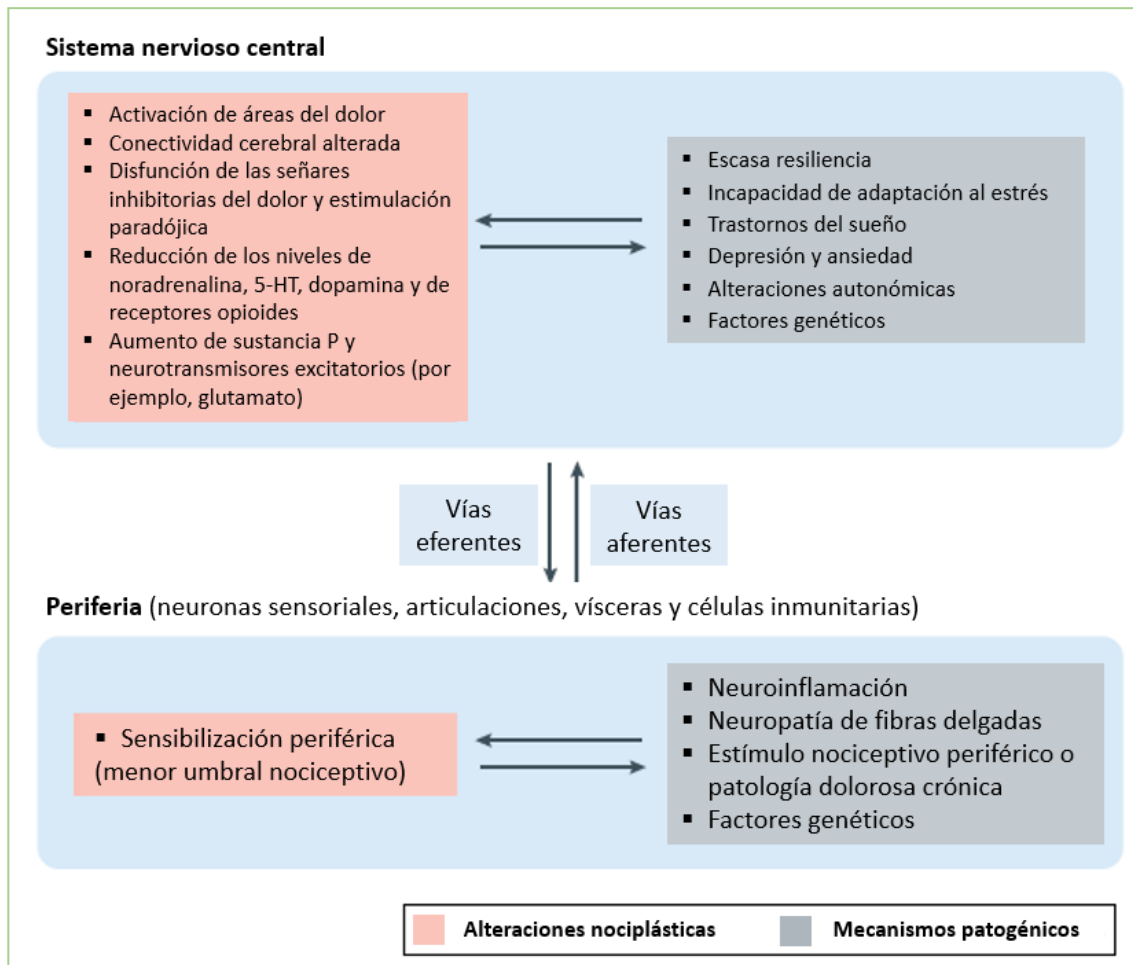 Sistema nervioso central
▪ Activación de áreas del dolor
▪ Conectividad cerebral alterada
▪ Disfunción de las señares
inhibitorias del dolor y estimulación
paradójica
▪ Reducción de los niveles de
noradrenalina, 5-HT, dopamina y de
receptores opioides
▪ Aumento de sustancia P y
neurotransmisores excitatorios (por
ejemplo, glutamato)
▪ Escasa resiliencia
▪ Incapacidad de adaptación al estrés
▪ Trastornos del sueño
▪ Depresión y ansiedad
▪ Alteraciones autonómicas
▪ Factores genéticos
Vías
eferentes
Vías
aferentes
Periferia (neuronas sensoriales, articulaciones, vísceras y células inmunitarias)
▪ Sensibilización periférica
(menor umbral nociceptivo)
▪ Neuroinflamación
▪ Neuropatía de fibras delgadas
▪ Estímulo nociceptivo periférico o
patología dolorosa crónica
▪ Factores genéticos
Alteraciones nociplásticas
Mecanismos patogénicos